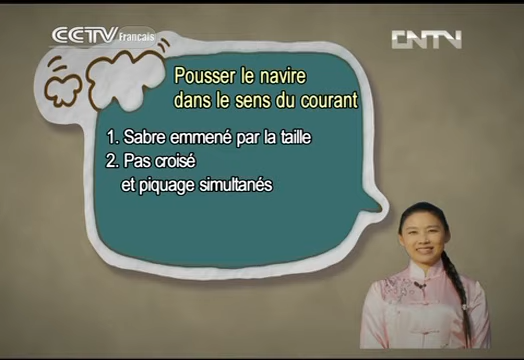 CCTV Français
CNTV
Pousser le navire
dans le sens du courant
1. Sabre emmené par la taille
2. Pas croisé
et piquage simultanés